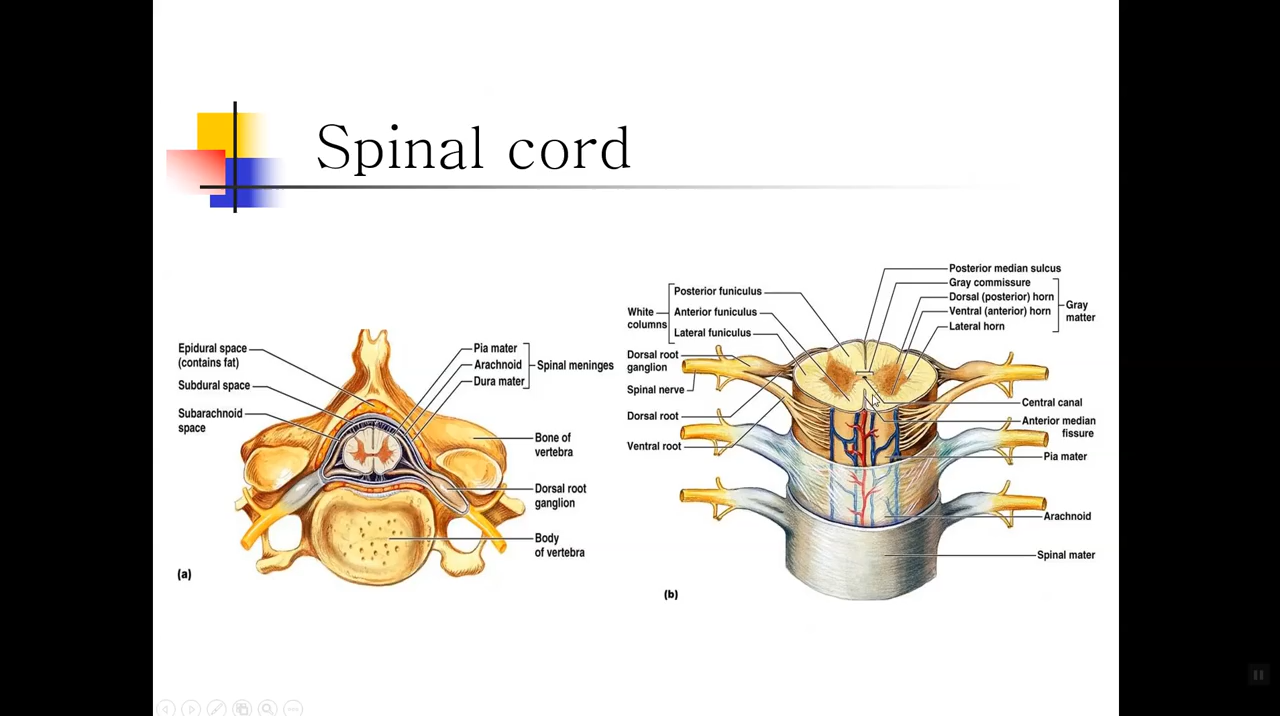 Spinal cord
Epidural space
(contains fat)
Subdural space
Subarachnoid
space
Pia mater
Arachnoid
Dura mater
Spinal meninges
Bone of
vertebra
Dorsal root
ganglion
Body
of vertebra
(a)
White
columns
Posterior funiculus
Anterior funiculus
Lateral funiculus
Dorsal root
ganglion
Spinal nerve
Dorsal root
Ventral root
Posterior median sulcus
Gray commissure
Dorsal (posterior) horn
Ventral (anterior) horn
Lateral horn
Gray
matter
Central canal
Anterior median
fissure
Pia mater
Arachnoid
Spinal mater
(b)